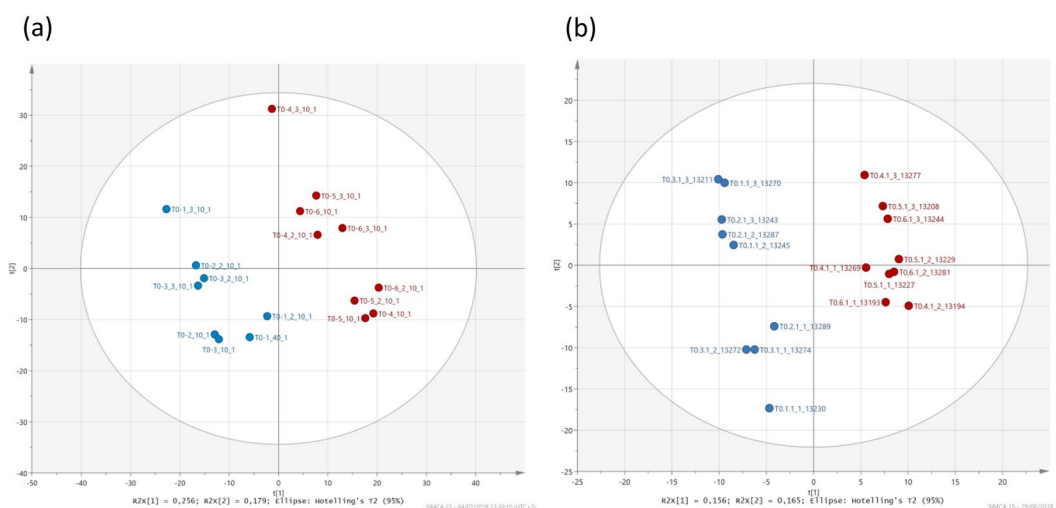 (a)
40
30
20
10
0
-10
-20
-30
-40
t[2]
T0-4_3_10_1
T0-5_3_10_1
T0-1_3_10_1
T0-6_10_1
T0-6_3_10_1
T0-4_2_10_1
T0-2_2_10_1
T0-3_2_10_1
T0-3_3_10_1
T0-6_2_10_1
T0-5_2_10_1
T0-1_2_10_1
T0-4_10_1
T0-5_10_1
T0-2_10_1
T0-1_40_1
T0-3_10_1
-50 -40 -30 -20 -10 0 10 20 30 40 50
t[1]
R2X[1] = 0,256; R2X[2] = 0,179; Ellipse: Hotelling's T2 (95%)
(b)
20
15
10
5
0
-5
-10
-15
-20
-25
t[2]
T0.4.1_3_13277
T0.3.1_3_13211
T0.1.1_3_13270
T0.5.1_3_13208
T0.2.1_3_13243
T0.6.1_3_13244
T0.2.1_2_13287
T0.1.1_2_13245
T0.5.1_2_13229
T0.4.1_1_13269
T0.6.1_2_13281
T0.5.1_1_13227
T0.6.1_1_13193
T0.4.1_2_13194
T0.2.1_1_13289
T0.3.1_2_13272
T0.3.1_1_13274
T0.1.1_1_13230
-25 -20 -15 -10 -5 0 5 10 15 20
t[1]
R2X[1] = 0,156; R2X[2] = 0,165; Ellipse: Hotelling's T2 (95%)